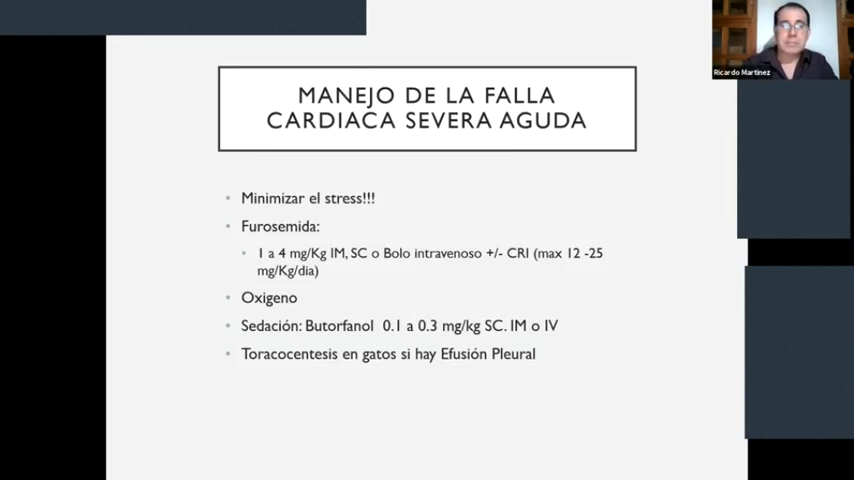 Ricardo Martínez
MANEJO DE LA FALLA
CARDIACA SEVERA AGUDA
• Minimizar el stress!!!
• Furosemida:
• 1 a 4 mg/Kg IM, SC o Bolo intravenoso +/- CRI (max 12 -25
mg/Kg/dia)
• Oxigeno
• Sedación: Butorfanol 0.1 a 0.3 mg/kg SC. IM o IV
• Toracocentesis en gatos si hay Efusión Pleural